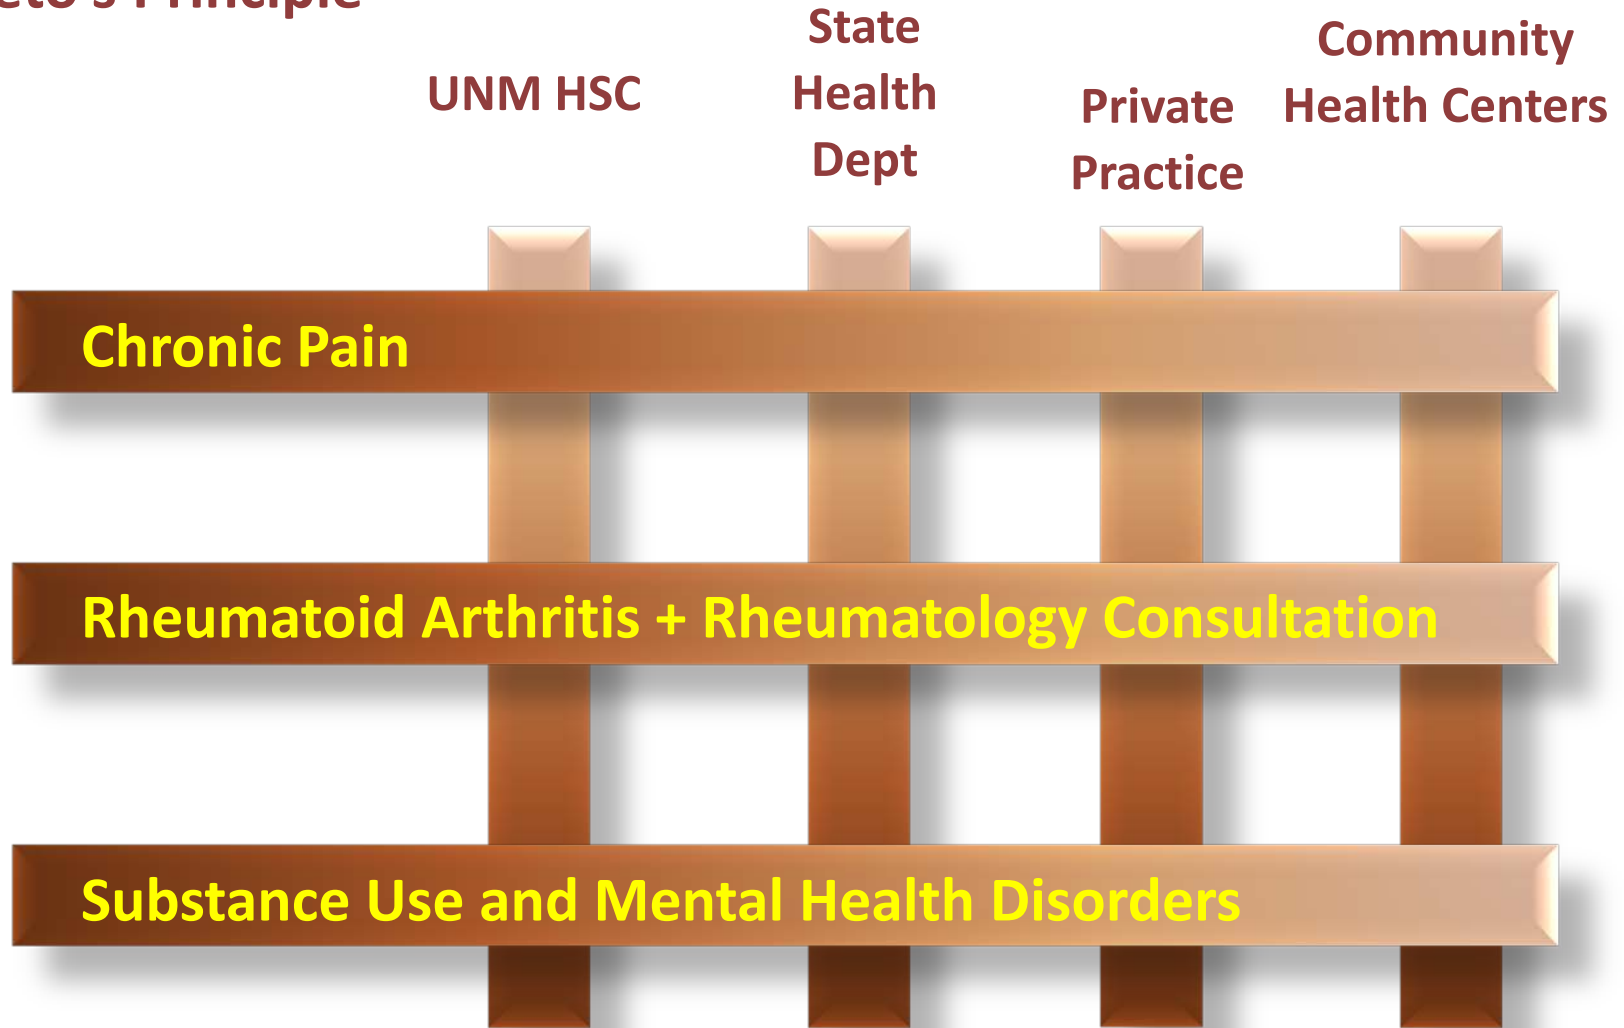 UNM HSC
State
Health
Dept
Private
Practice
Community
Health Centers
Chronic Pain
Rheumatoid Arthritis + Rheumatology Consultation
Substance Use and Mental Health Disorders